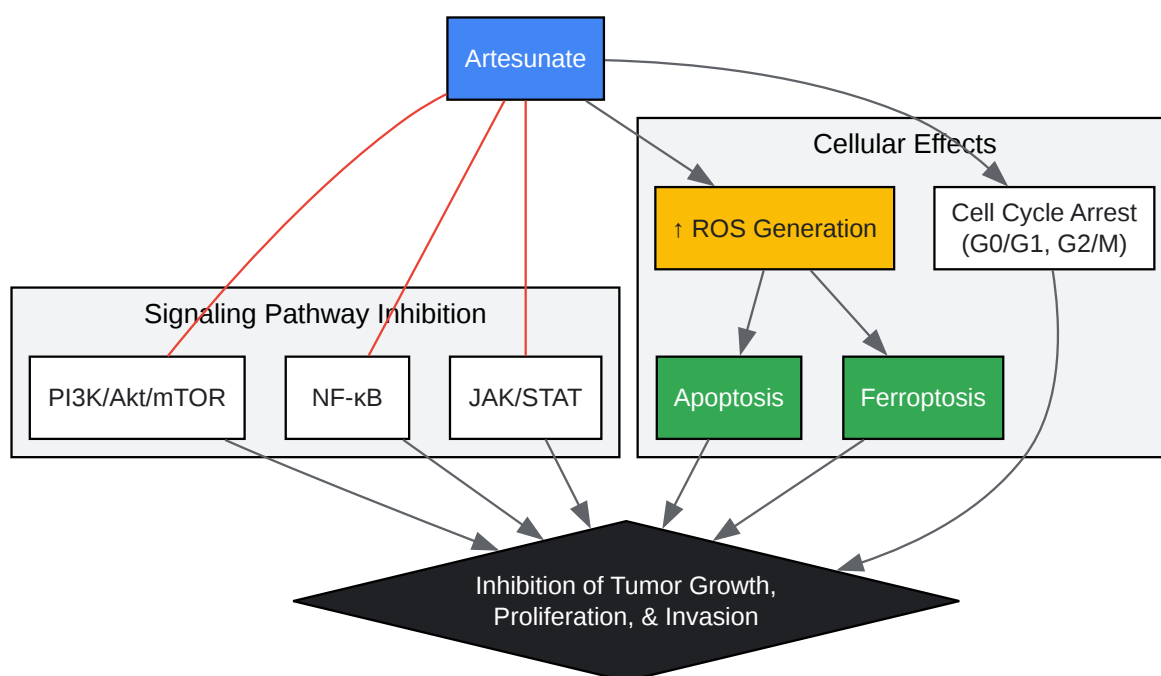 Artesunate
Cellular Effects
↑ ROS Generation
Cell Cycle Arrest
(G0/G1, G2/M)
Signaling Pathway Inhibition
PI3K/Akt/mTOR
NF-κB
JAK/STAT
Apoptosis
Ferroptosis
Inhibition of Tumor Growth,
Proliferation, & Invasion